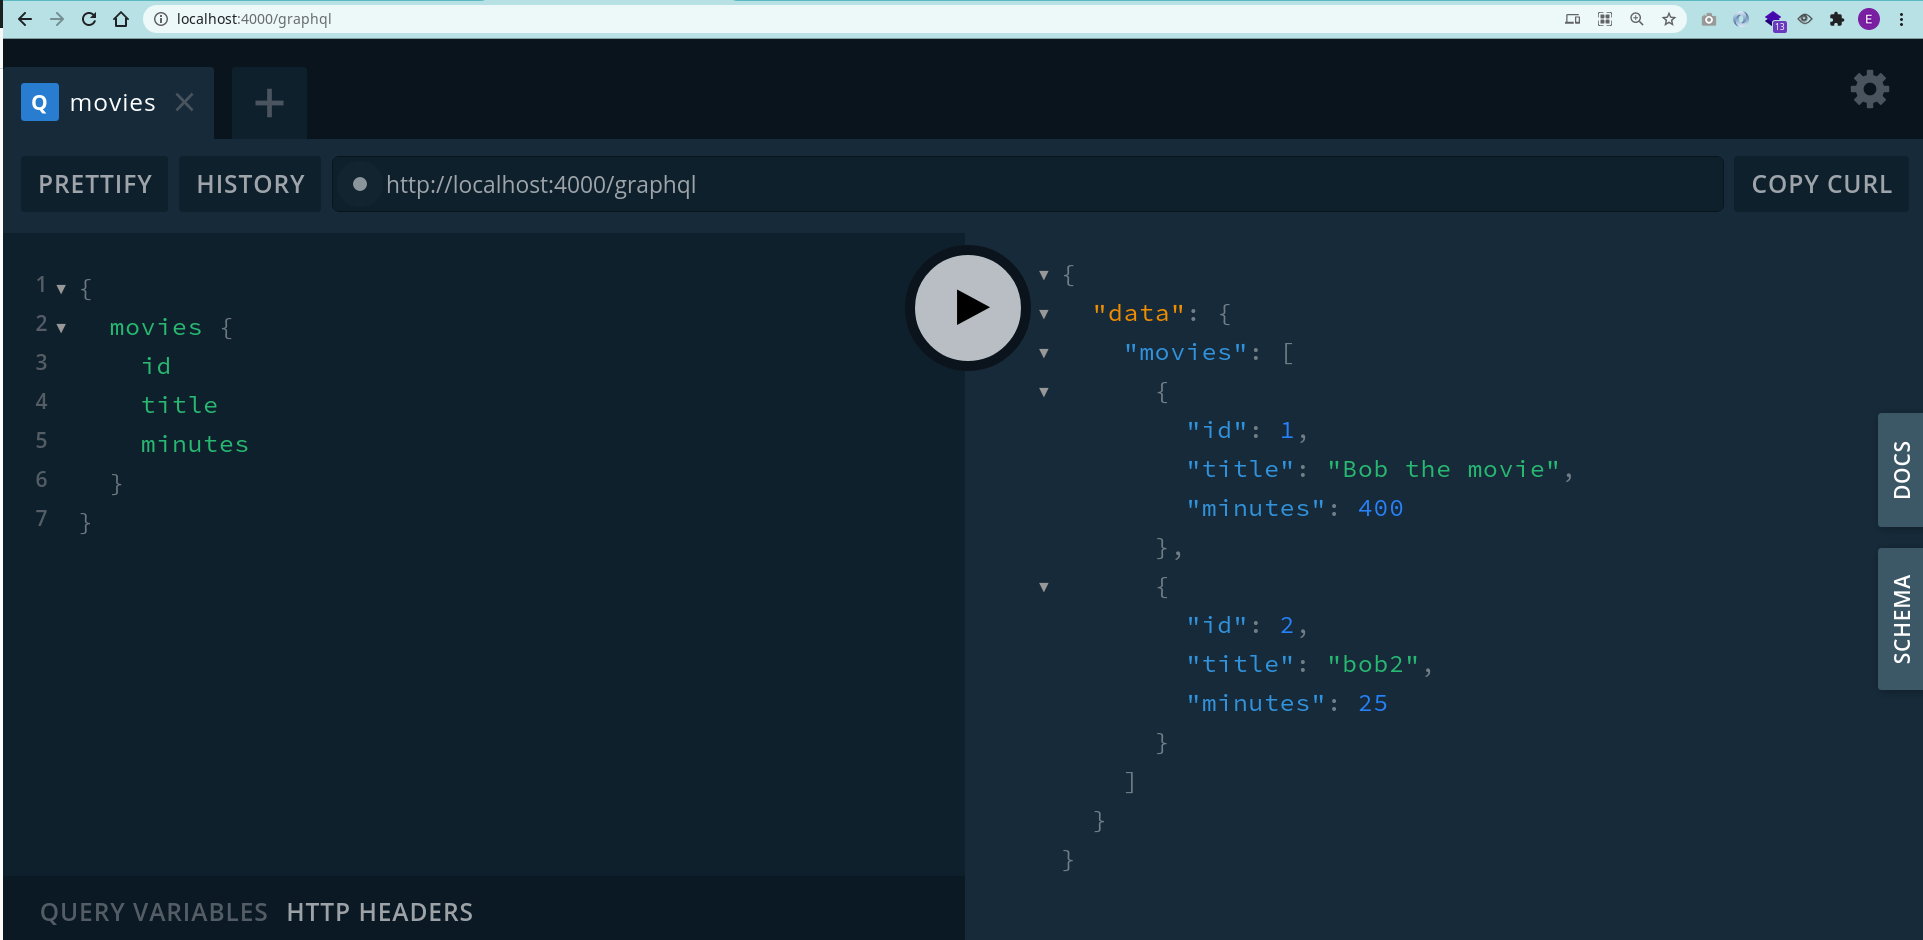 localhost:4000/graphql
13
E
Q movies
PRETTIFY HISTORY http://localhost:4000/graphql COPY CURL
1 {
2 movies {
3 id
4 title
5 minutes
6 }
7 }
{
"data": {
"movies": [
{
"id": 1,
"title": "Bob the movie",
"minutes": 400
},
{
"id": 2,
"title": "bob2",
"minutes": 25
}
]
}
}
DOCS
SCHEMA
QUERY VARIABLES HTTP HEADERS